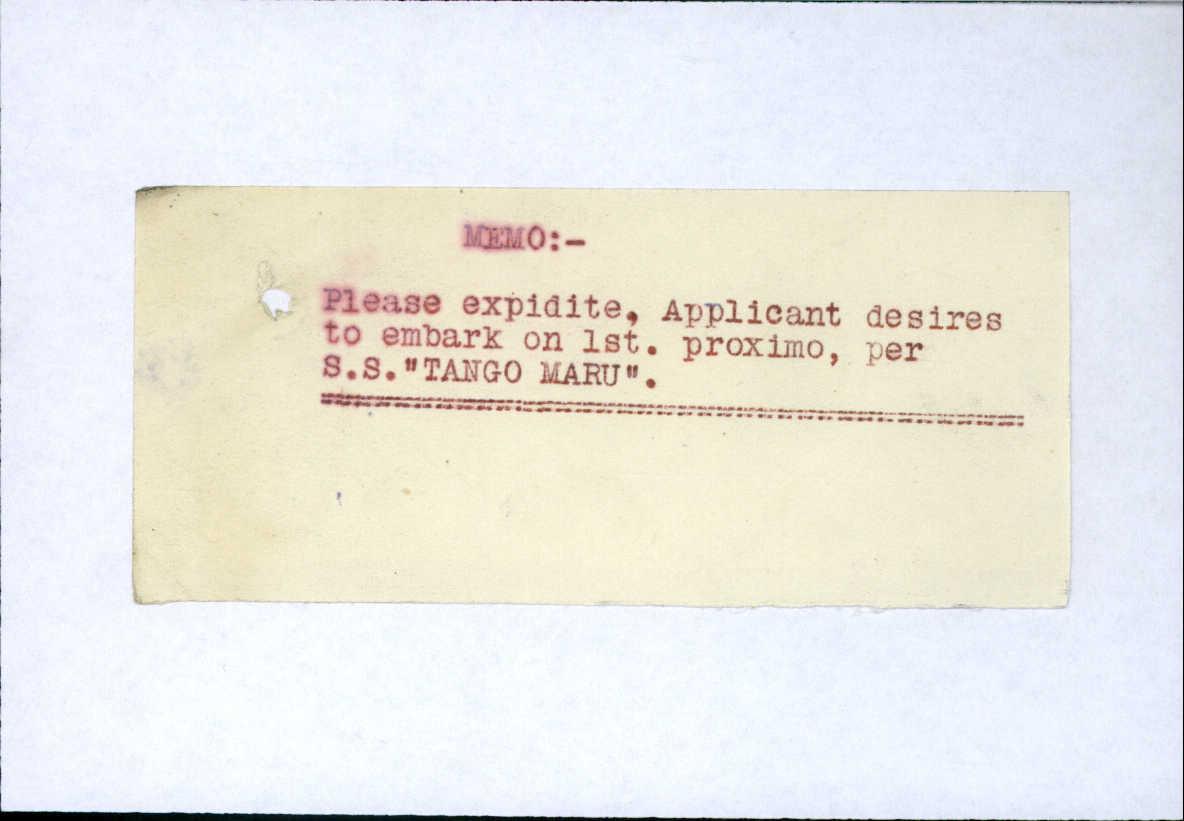 MEMO:-
Please expidite, Applicant desires
to embark on 1st. proximo, per
S.S."TANGO MARU".